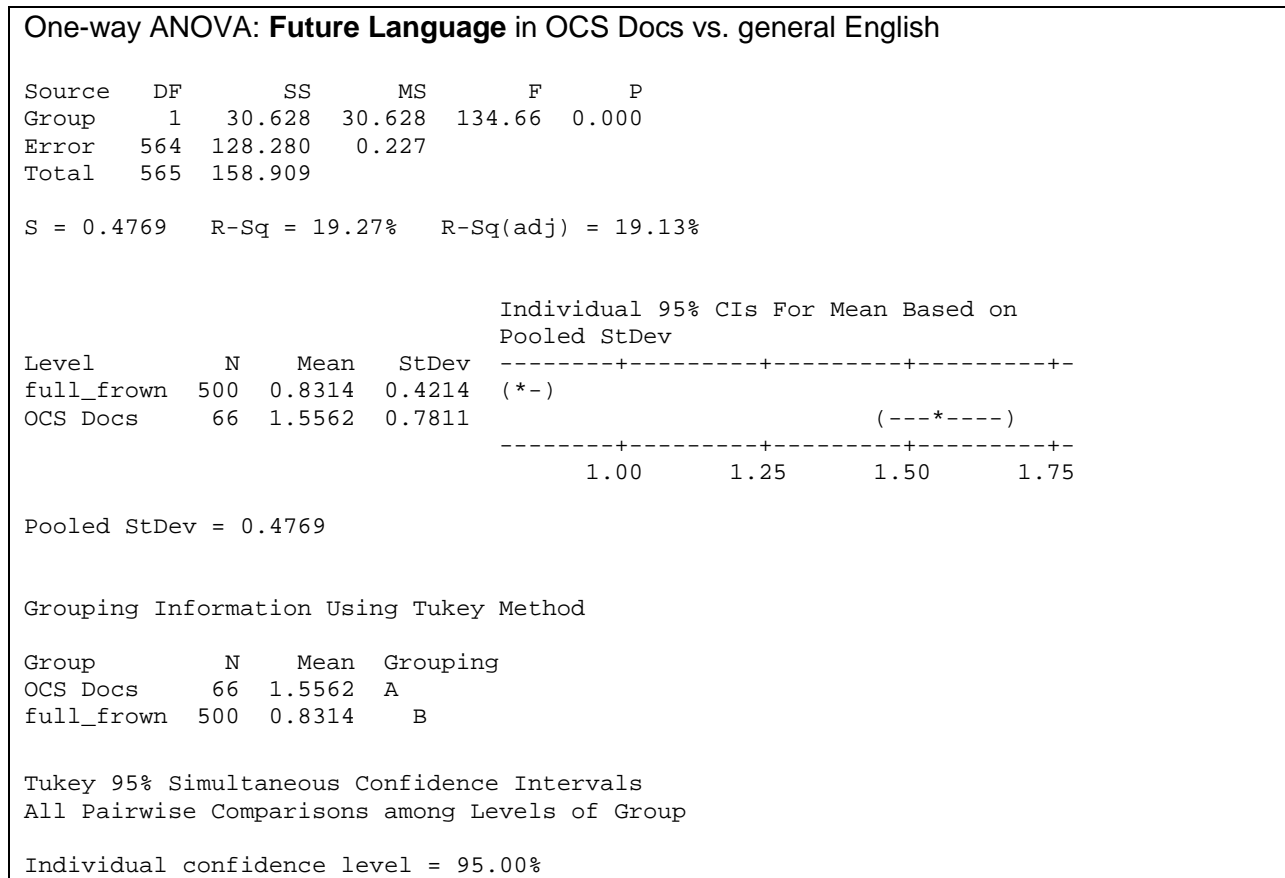 One-way ANOVA: Future Language in OCS Docs vs. general English
Source   DF       SS      MS       F      P
Group     1   30.628  30.628  134.66  0.000
Error   564  128.280   0.227
Total   565  158.909
S = 0.4769   R-Sq = 19.27%   R-Sq(adj) = 19.13%
Individual 95% CIs For Mean Based on
Pooled StDev
Level         N    Mean   StDev  --------+---------+---------+---------+-
full_frown  500  0.8314  0.4214  (*-)
OCS Docs     66  1.5562  0.7811                            (---*----)
--------+---------+---------+---------+-
1.00      1.25      1.50      1.75
Pooled StDev = 0.4769
Grouping Information Using Tukey Method
Group         N    Mean  Grouping
OCS Docs     66  1.5562  A
full_frown  500  0.8314    B
Tukey 95% Simultaneous Confidence Intervals
All Pairwise Comparisons among Levels of Group
Individual confidence level = 95.00%